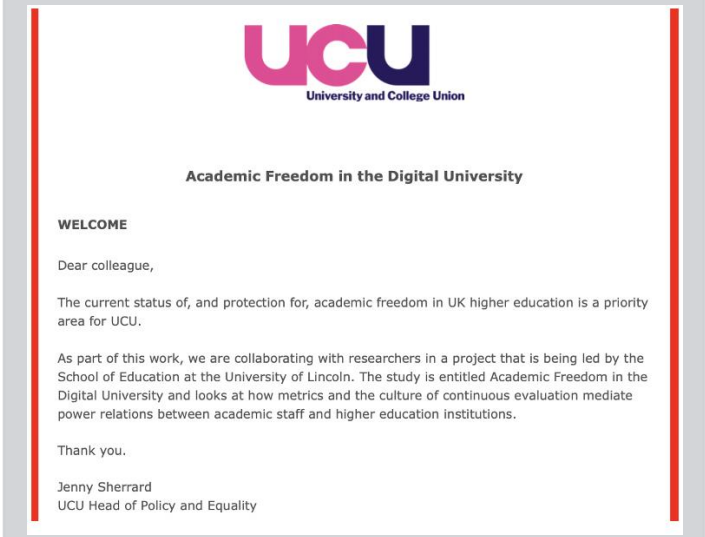 UCU
University and College Union
Academic Freedom in the Digital University
WELCOME
Dear colleague,
The current status of, and protection for, academic freedom in UK higher education is a priority
area for UCU.
As part of this work, we are collaborating with researchers in a project that is being led by the
School of Education at the University of Lincoln. The study is entitled Academic Freedom in the
Digital University and looks at how metrics and the culture of continuous evaluation mediate
power relations between academic staff and higher education institutions.
Thank you.
Jenny Sherrard
UCU Head of Policy and Equality